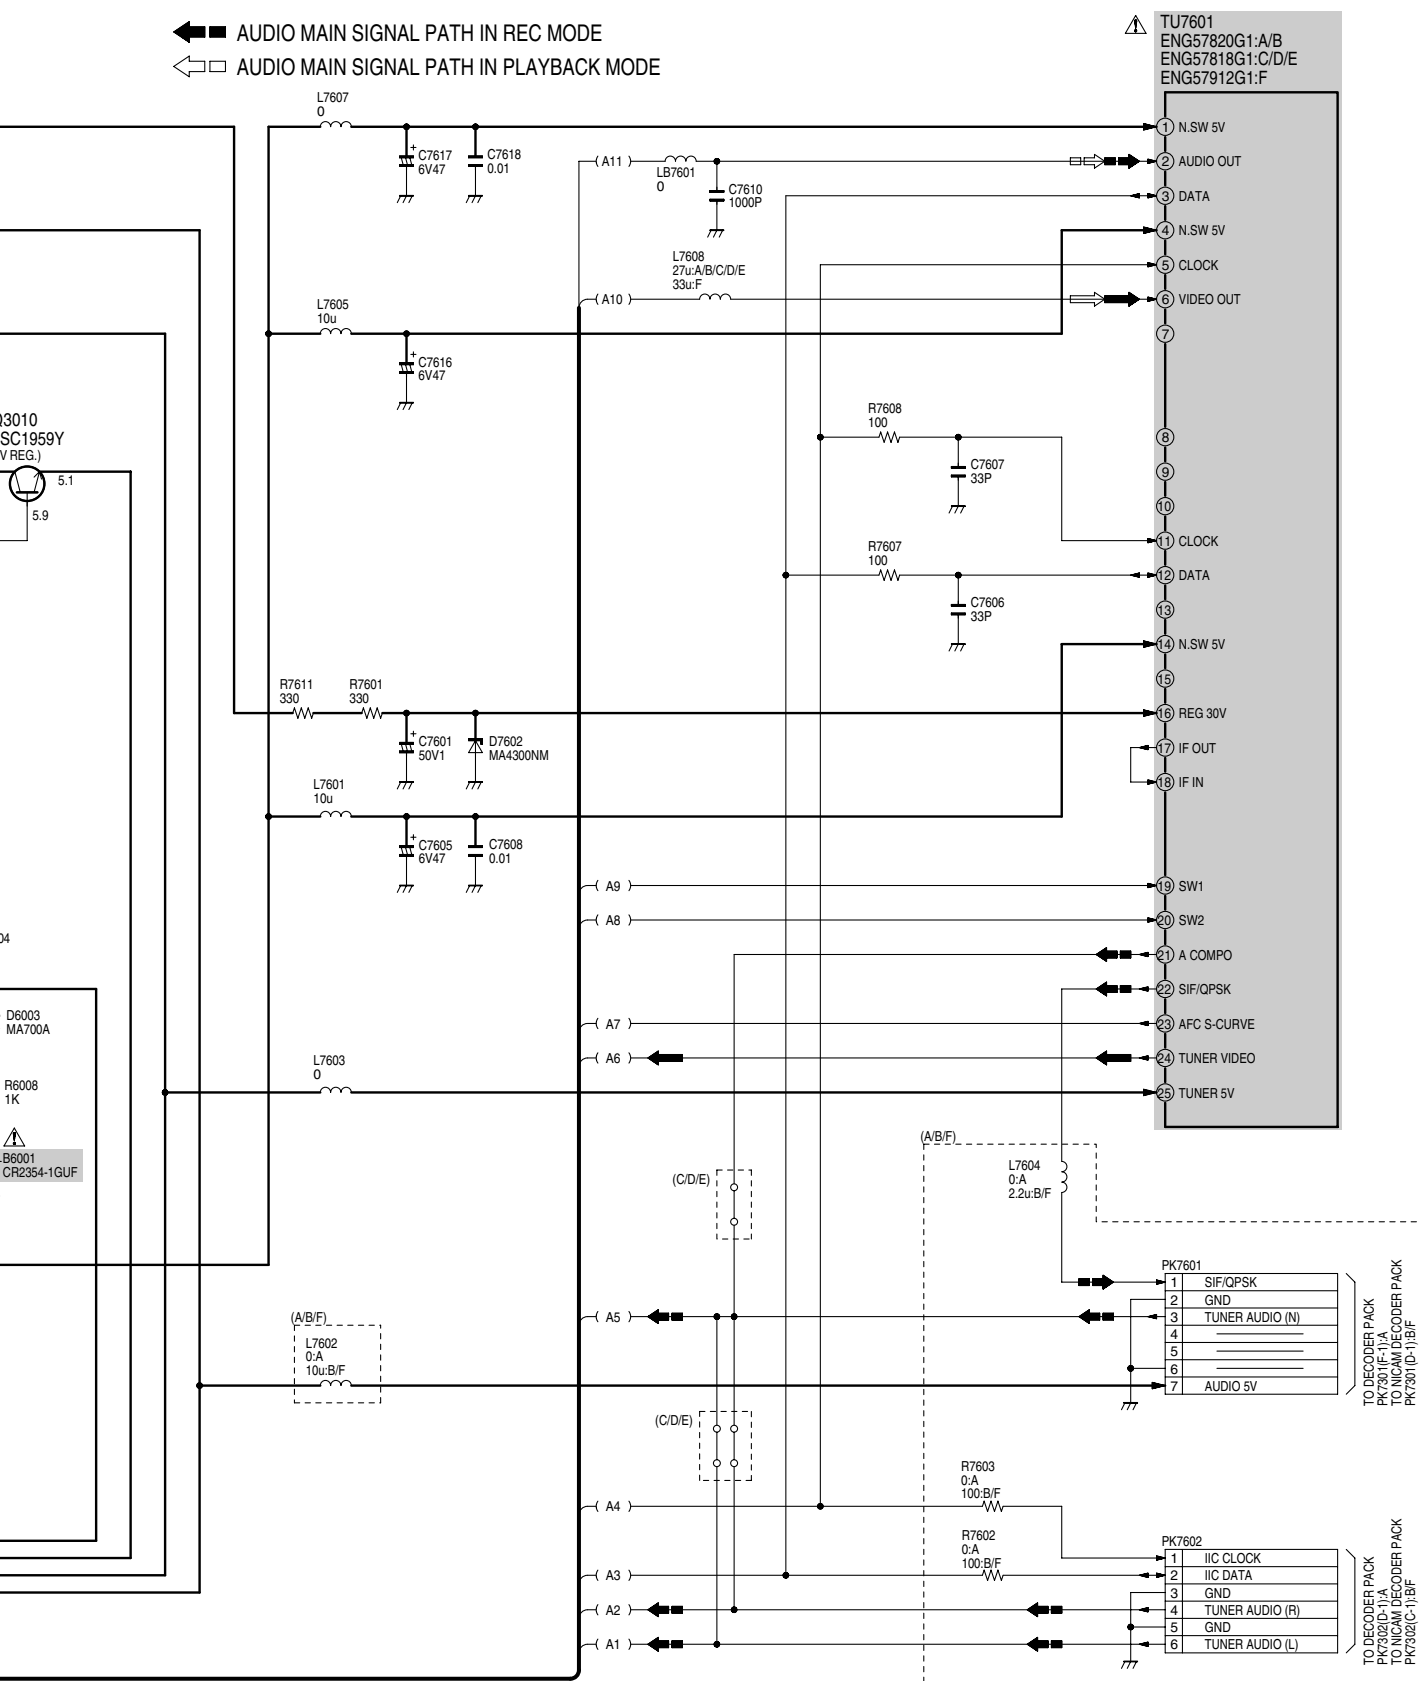 AUDIO MAIN SIGNAL PATH IN REC MODE
AUDIO MAIN SIGNAL PATH IN PLAYBACK MODE
TU7601
ENG57820G1:A/B
ENG57818G1:C/D/E
ENG57912G1:F
L7607
0
C7617
6V47
C7618
0.01
A11
LB7601
0
C7610
1000P
1 N.SW 5V
2 AUDIO OUT
3 DATA
4 N.SW 5V
5 CLOCK
6 VIDEO OUT
7
8
9
10
11 CLOCK
12 DATA
13
14 N.SW 5V
15
16 REG 30V
17 IF OUT
18 IF IN
19 SW1
20 SW2
21 A COMPO
22 SIF/QPSK
23 AFC S-CURVE
24 TUNER VIDEO
25 TUNER 5V
L7608
27u:A/B/C/D/E
33u:F
A10
L7605
10u
C7616
6V47
Q3010
SC1959Y
V REG.)
5.1
5.9
R7608
100
C7607
33P
R7607
100
C7606
33P
R7611
330
R7601
330
C7601
50V1
D7602
MA4300NM
L7601
10u
C7605
6V47
C7608
0.01
A9
A8
04
D6003
MA700A
A7
A6
L7603
0
R6008
1K
B6001
CR2354-1GUF
(A/B/F)
(C/D/E)
L7604
0:A
2.2u:B/F
PK7601
1 SIF/QPSK
2 GND
3 TUNER AUDIO (N)
4
5
6
7 AUDIO 5V
TO DECODER PACK
PK7301(F-1):A
TO NICAM DECODER PACK
PK7301(D-1):B/F
A5
(A/B/F)
L7602
0:A
10u:B/F
(C/D/E)
R7603
0:A
100:B/F
A4
R7602
0:A
100:B/F
A3
A2
A1
PK7602
1 IIC CLOCK
2 IIC DATA
3 GND
4 TUNER AUDIO (R)
5 GND
6 TUNER AUDIO (L)
TO DECODER PACK
PK7302(D-1):A
TO NICAM DECODER PACK
PK7302(C-1):B/F